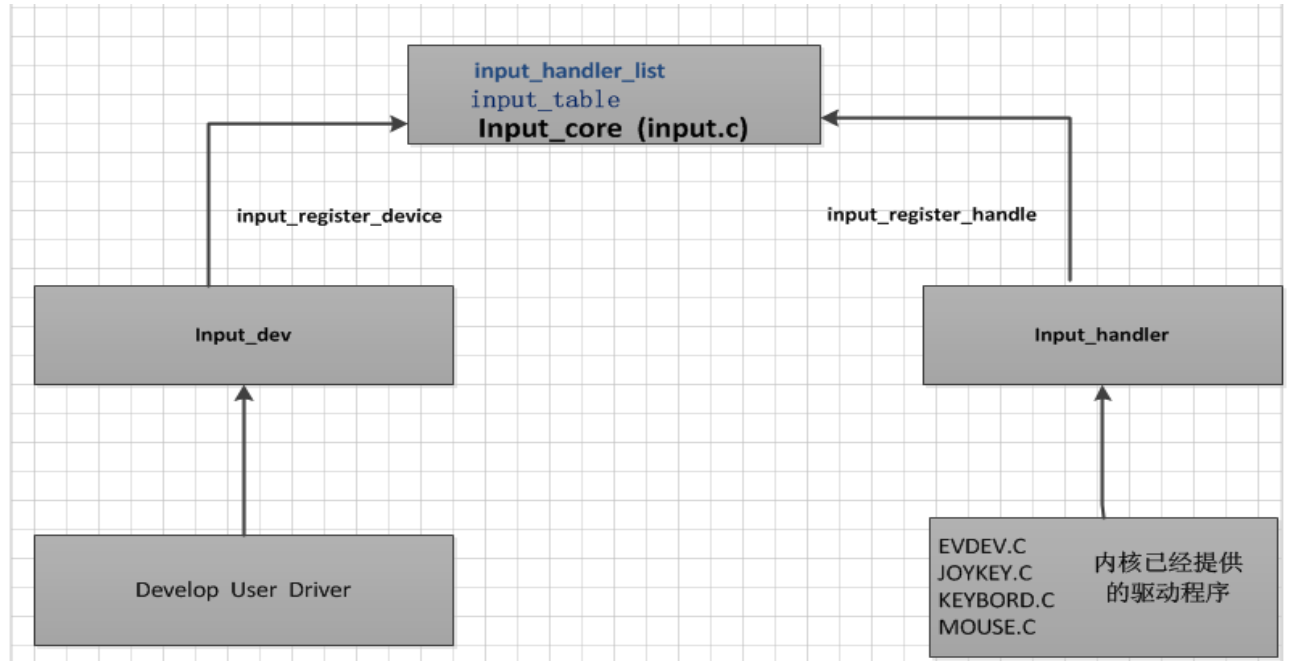 input_handler_list
input_table
Input_core (input.c)
input_register_device
input_register_handle
Input_dev
Input_handler
Develop User Driver
EVDEV.C
JOYKEY.C
KEYBORD.C
MOUSE.C
内核已经提供
的驱动程序